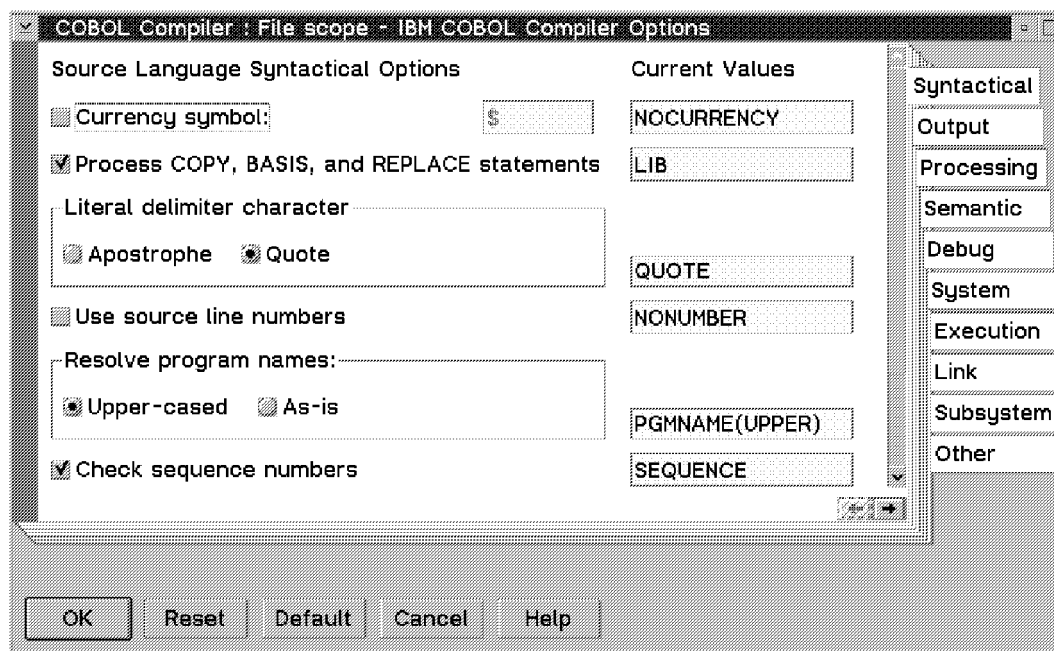 COBOL Compiler : File scope - IBM COBOL Compiler Options
Source Language Syntactical Options Current Values
Currency symbol: $ NOCURRENCY
Process COPY, BASIS, and REPLACE statements LIB
Literal delimiter character
Apostrophe Quote
QUOTE
Use source line numbers NONUMBER
Resolve program names:
Upper-cased As-is
PGMNAME(UPPER)
Check sequence numbers SEQUENCE
Syntactical
Output
Processing
Semantic
Debug
System
Execution
Link
Subsystem
Other
OK Reset Default Cancel Help